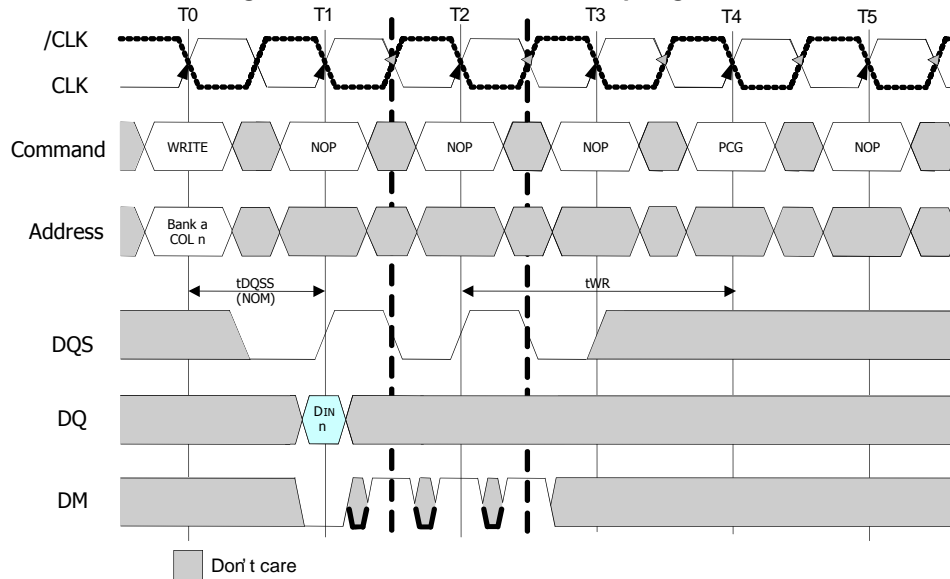 T0 T1 T2 T3 T4 T5
/CLK
CLK
Command WRITE NOP NOP NOP PCG NOP
Address Bank a
COL n
tDQSS
(NOM)
tWR
DQS
DQ DIN
n
DM
Don't care